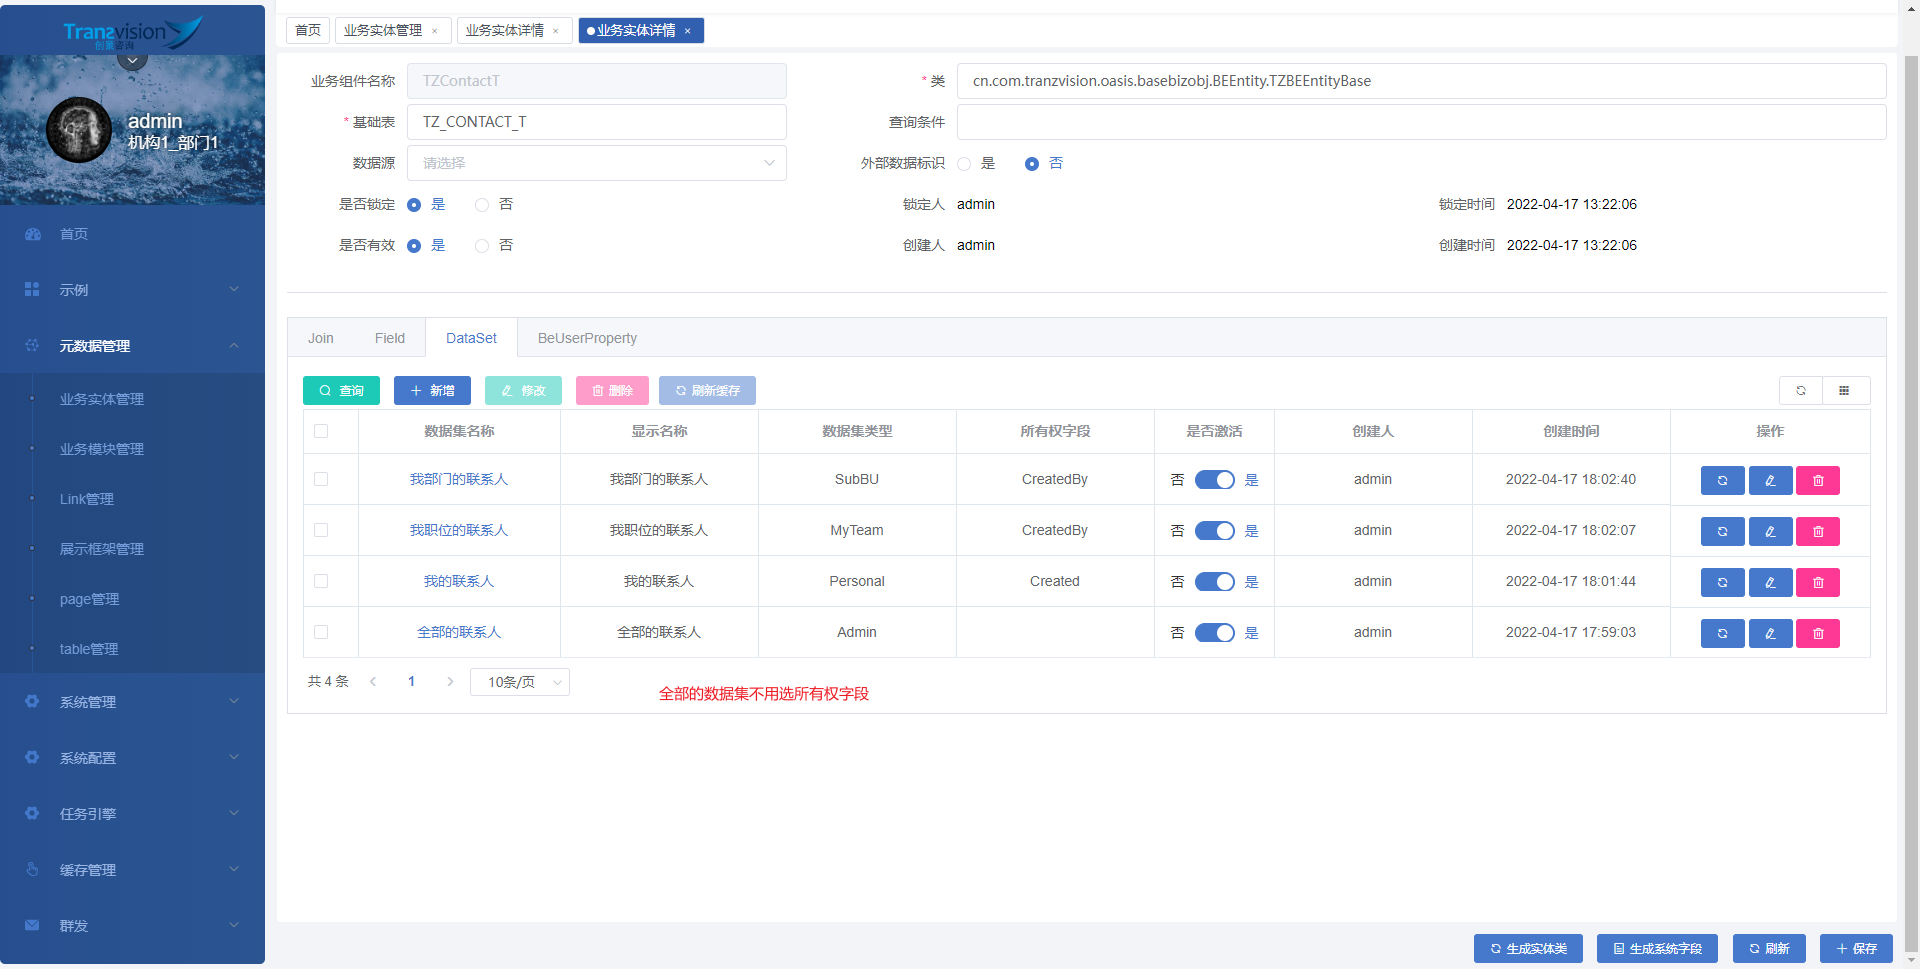 Tranzvision
创景咨询
admin
机构1_部门1
首页
示例
元数据管理
业务实体管理
业务模块管理
Link管理
展示框架管理
page管理
table管理
系统管理
系统配置
任务引擎
缓存管理
群发
首页 业务实体管理 × 业务实体详情 × 业务实体详情 ×
业务组件名称 TZContactT * 类 cn.com.tranzvision.oasis.basebizobj.BEEntity.TZBEEntityBase
* 基础表 TZ_CONTACT_T 查询条件
数据源 请选择 外部数据标识 是 否
是否锁定 是 否 锁定人 admin 锁定时间 2022-04-17 13:22:06
是否有效 是 否 创建人 admin 创建时间 2022-04-17 13:22:06
Join Field DataSet BeUserProperty
查询 新增 修改 删除 刷新缓存
数据集名称 显示名称 数据集类型 所有权字段 是否激活 创建人 创建时间 操作
我部门的联系人 我部门的联系人 SubBU CreatedBy 否 是 admin 2022-04-17 18:02:40
我职位的联系人 我职位的联系人 MyTeam CreatedBy 否 是 admin 2022-04-17 18:02:07
我的联系人 我的联系人 Personal Created 否 是 admin 2022-04-17 18:01:44
全部的联系人 全部的联系人 Admin 否 是 admin 2022-04-17 17:59:03
共 4 条 1 10条/页
全部的数据集不用选所有权字段
生成实体类 生成系统字段 刷新 保存